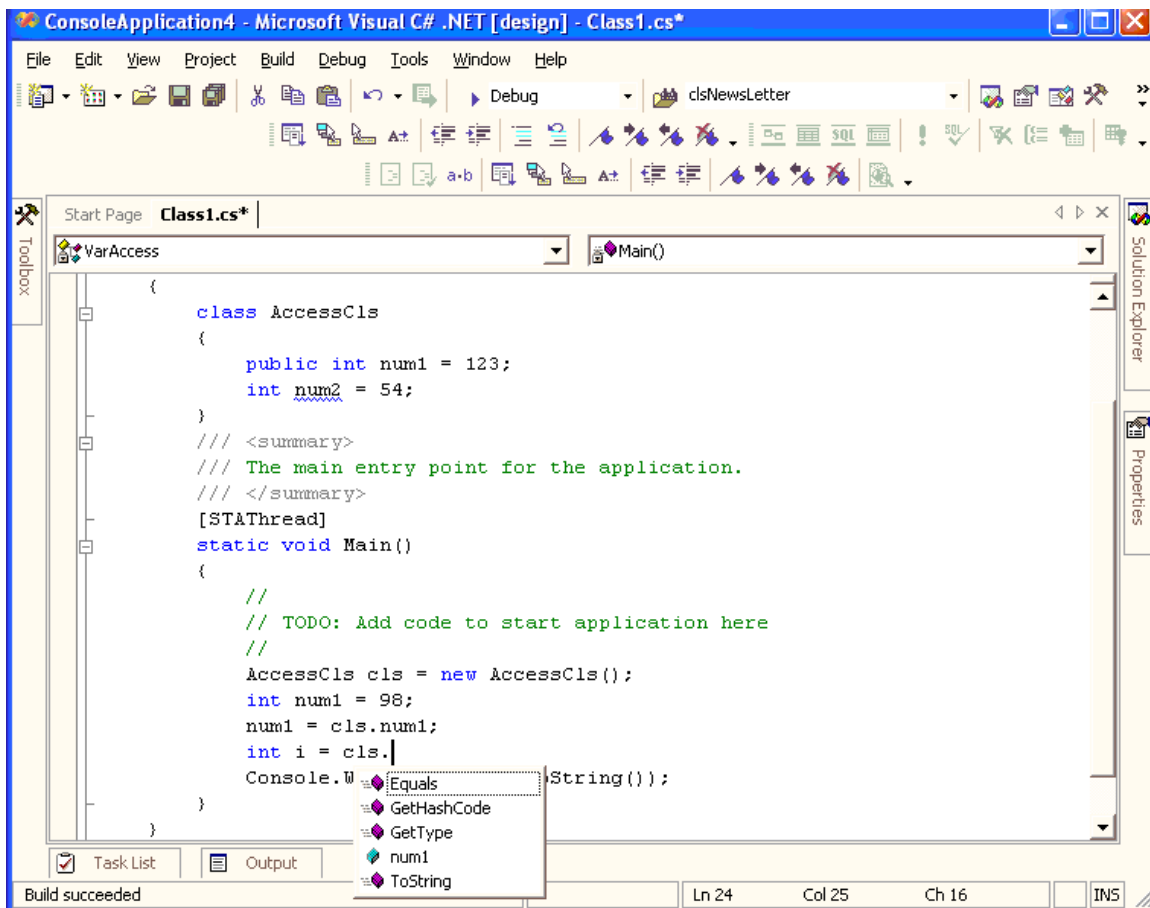 ConsoleApplication4 - Microsoft Visual C# .NET [design] - Class1.cs*
File Edit View Project Build Debug Tools Window Help
Debug clsNewsLetter
SQL SQL
a-b
Start Page Class1.cs*
VarAccess Main()
Toolbox
Solution Explorer
Properties
{
class AccessCls
{
public int num1 = 123;
int num2 = 54;
}
/// <summary>
/// The main entry point for the application.
/// </summary>
[STAThread]
static void Main()
{
//
// TODO: Add code to start application here
//
AccessCls cls = new AccessCls();
int num1 = 98;
num1 = cls.num1;
int i = cls.
Console.W String());
}
}
Equals
GetHashCode
GetType
num1
ToString
Task List Output
Build succeeded Ln 24 Col 25 Ch 16 INS